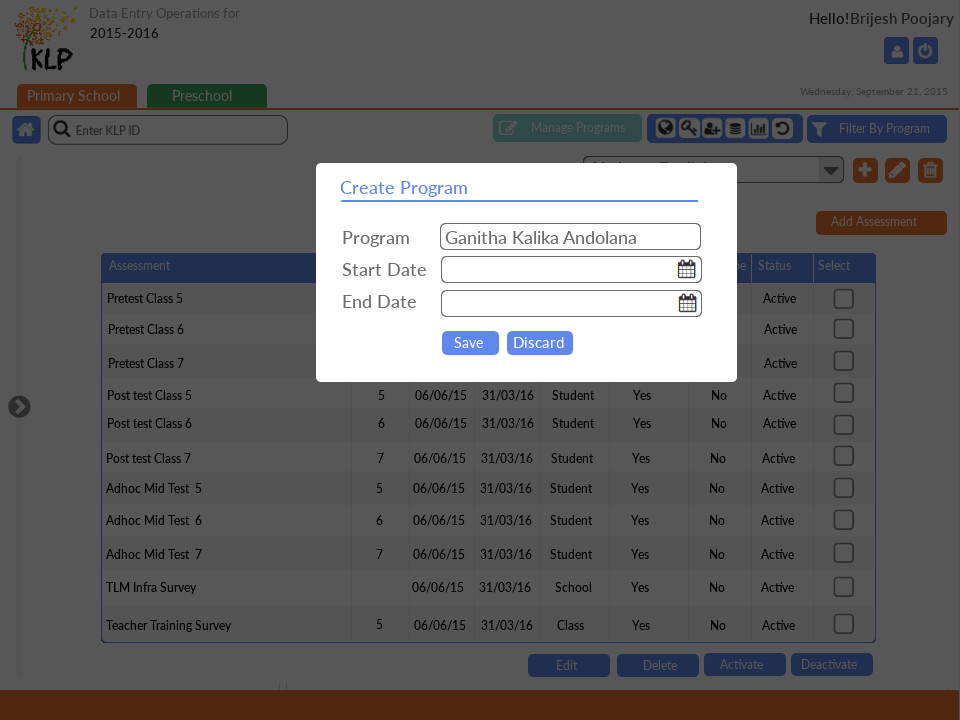 Data Entry Operations for
2015-2016
KLP
Hello!Brijesh Poojary
Primary School
Preschool
Wednesday, September 21, 2015
Enter KLP ID
Manage Programs
Filter By Program
Create Program
Add Assessment
Program
Ganitha Kalika Andolana
Start Date
End Date
Save
Discard
Assessment
Status
Select
Pretest Class 5 Active
Pretest Class 6 Active
Pretest Class 7 Active
Post test Class 5 5 06/06/15 31/03/16 Student Yes No Active
Post test Class 6 6 06/06/15 31/03/16 Student Yes No Active
Post test Class 7 7 06/06/15 31/03/16 Student Yes No Active
Adhoc Mid Test 5 5 06/06/15 31/03/16 Student Yes No Active
Adhoc Mid Test 6 6 06/06/15 31/03/16 Student Yes No Active
Adhoc Mid Test 7 7 06/06/15 31/03/16 Student Yes No Active
TLM Infra Survey 06/06/15 31/03/16 School Yes No Active
Teacher Training Survey 5 06/06/15 31/03/16 Class Yes No Active
Edit
Delete
Activate
Deactivate